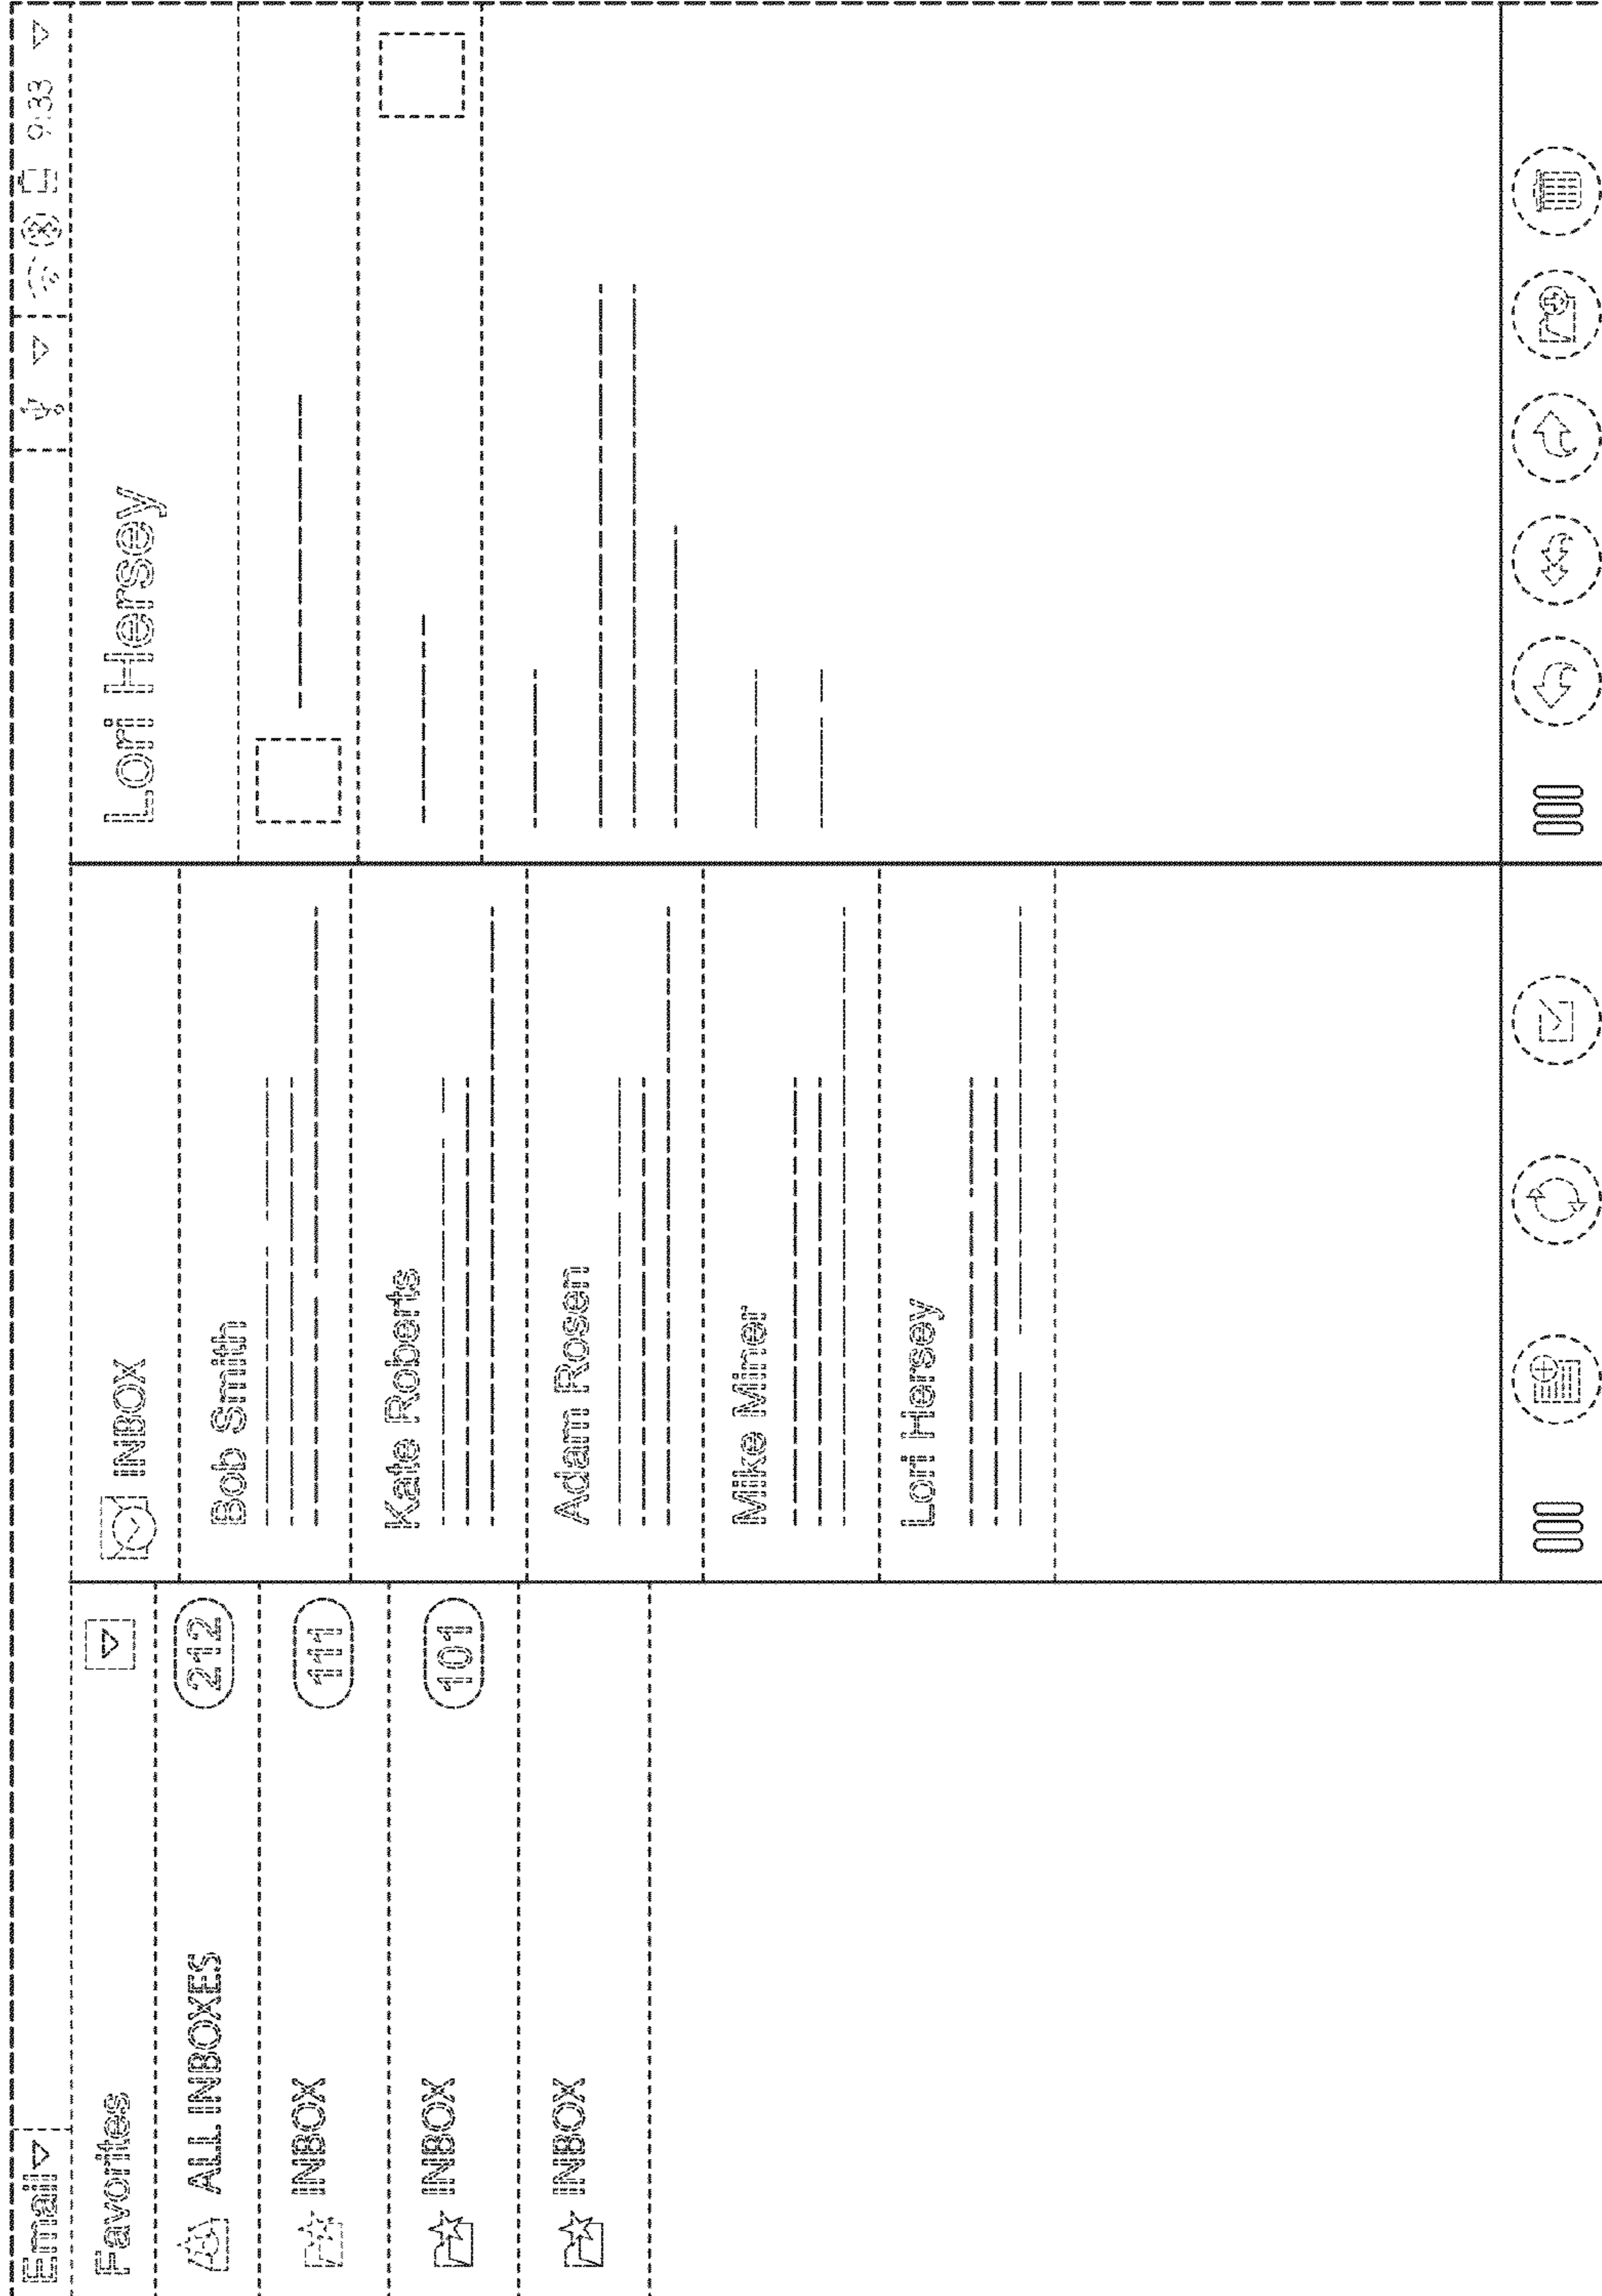 Email
9:33
Favorites
ALL INBOXES
212
INBOX
111
INBOX
101
INBOX
INBOX
Bob Smith
Kate Roberts
Adam Rosen
Mike Miner
Lori Hersey
Lori Hersey